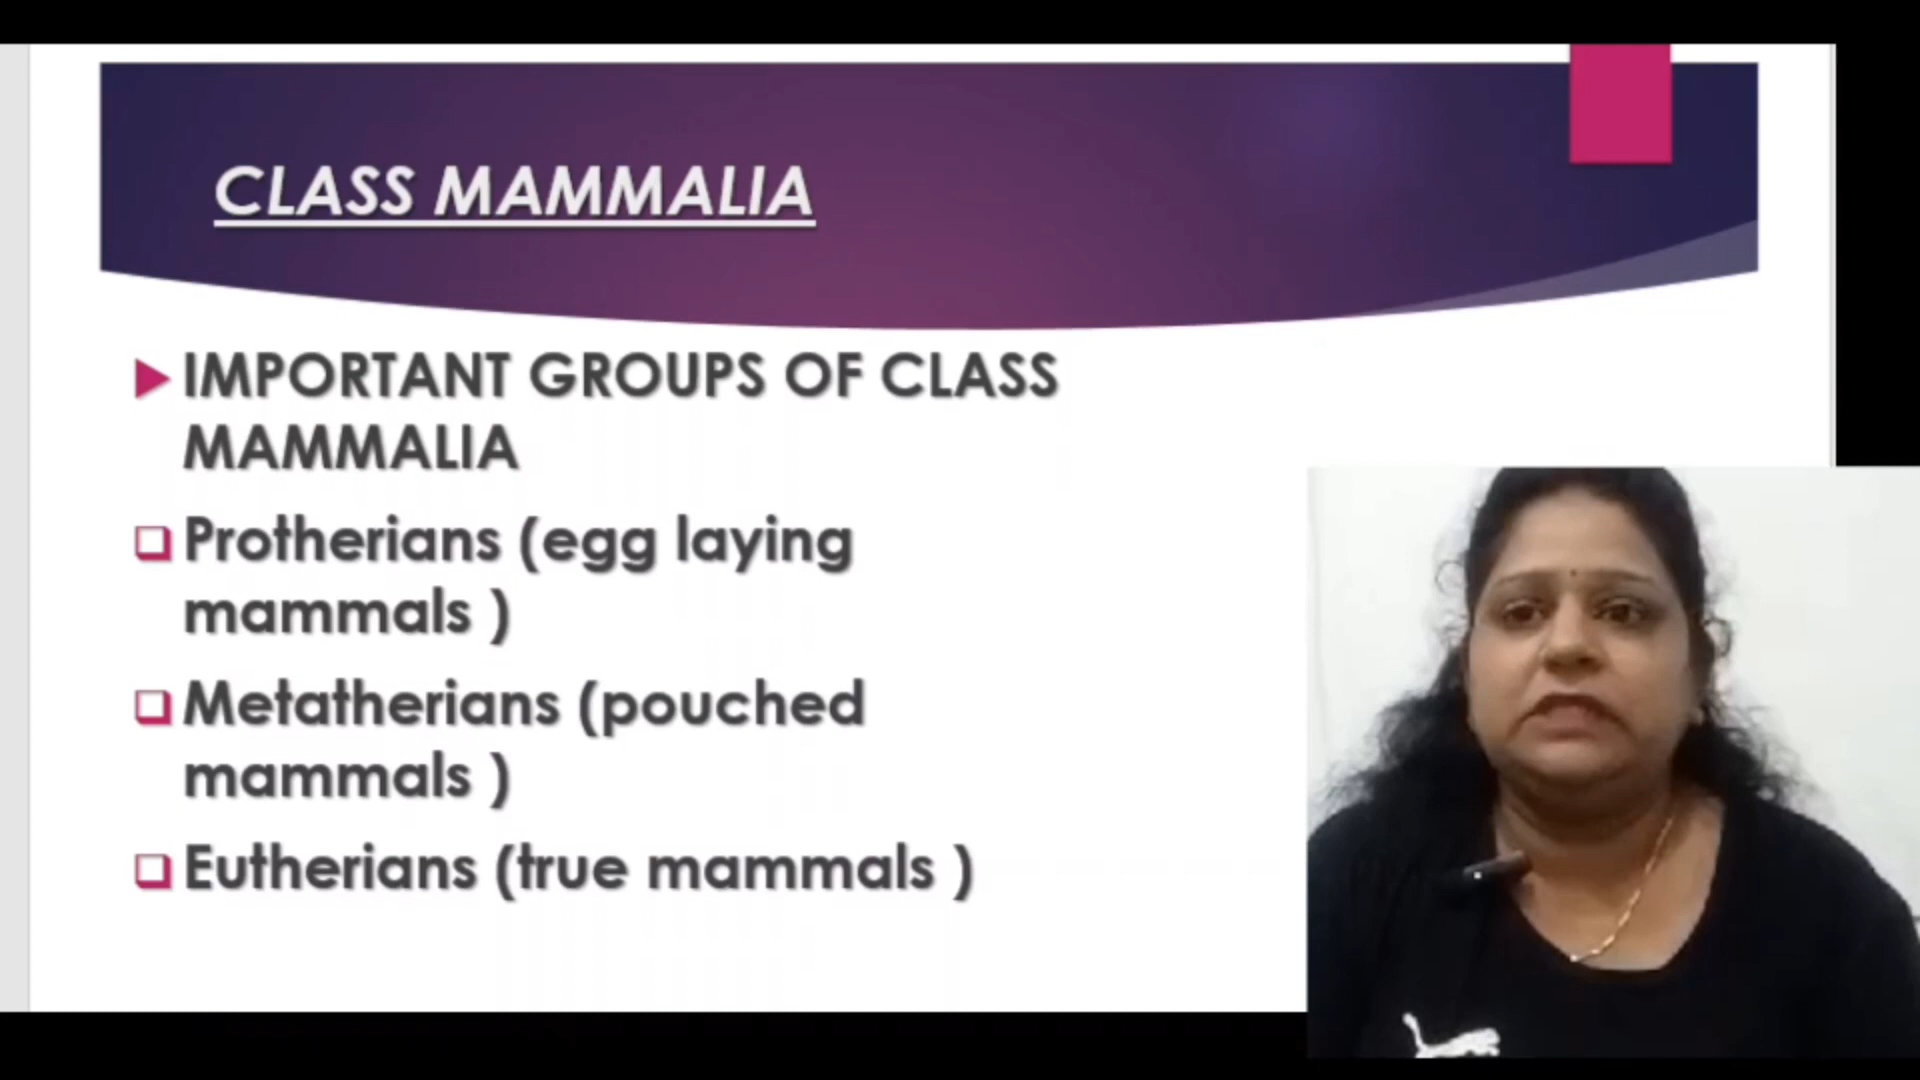 CLASS MAMMALIA
IMPORTANT GROUPS OF CLASS
MAMMALIA
Protherians (egg laying
mammals )
Metatherians (pouched
mammals )
Eutherians (true mammals )